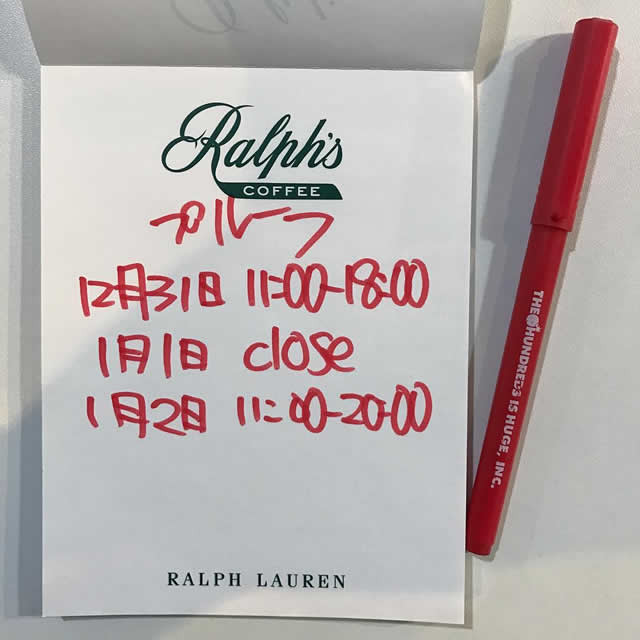 Ralph's
COFFEE
プルーフ
12月31日 11:00-18:00
1月1日 close
1月2日 11:00-20:00
RALPH LAUREN
THE HUNDREDS IS HUGE, INC.